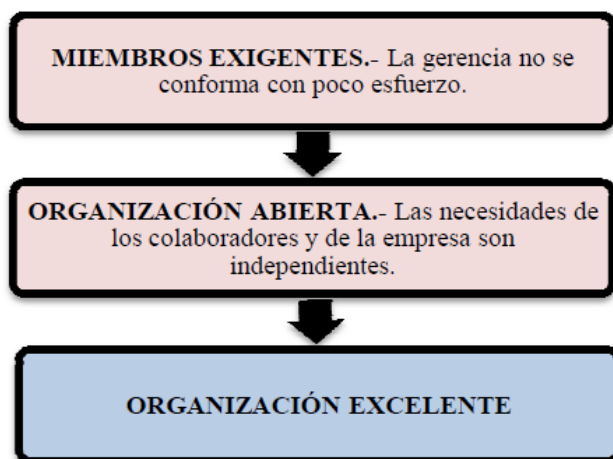 MIEMBROS EXIGENTES.- La gerencia no se
conforma con poco esfuerzo.
ORGANIZACIÓN ABIERTA.- Las necesidades de
los colaboradores y de la empresa son
independientes.
ORGANIZACIÓN EXCELENTE